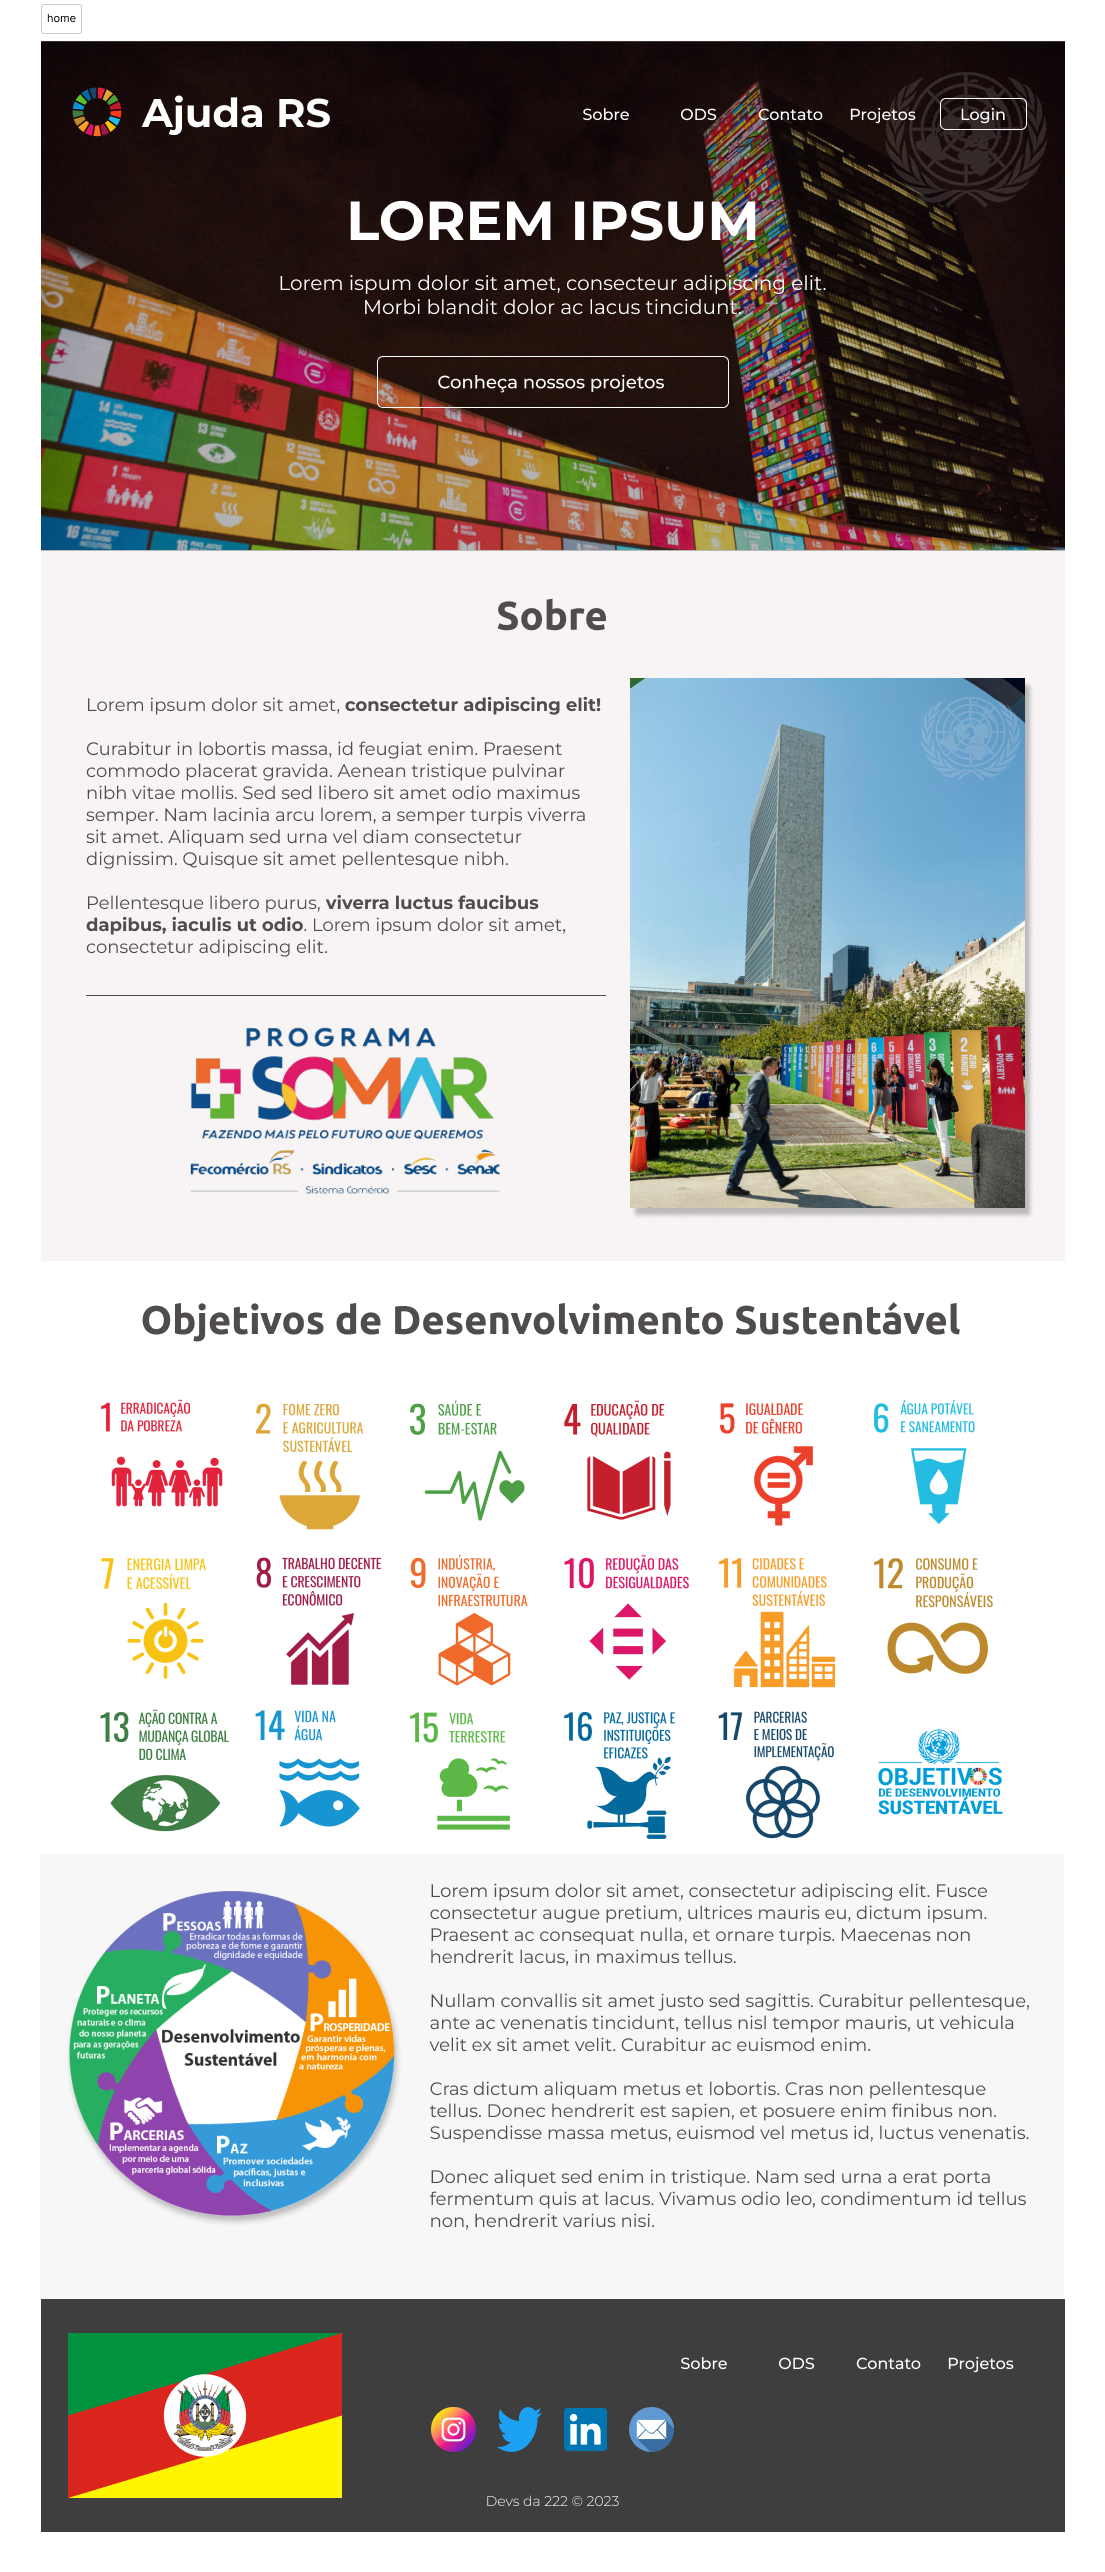 home
Ajuda RS
Sobre ODS Contato Projetos Login
LOREM IPSUM
Lorem ispum dolor sit amet, consecteur adipiscing elit.
Morbi blandit dolor ac lacus tincidunt.
Conheça nossos projetos
Sobre
Lorem ipsum dolor sit amet, consectetur adipiscing elit!
Curabitur in lobortis massa, id feugiat enim. Praesent
commodo placerat gravida. Aenean tristique pulvinar
nibh vitae mollis. Sed sed libero sit amet odio maximus
semper. Nam lacinia arcu lorem, a semper turpis viverra
sit amet. Aliquam sed urna vel diam consectetur
dignissim. Quisque sit amet pellentesque nibh.
Pellentesque libero purus, viverra luctus faucibus
dapibus, iaculis ut odio. Lorem ipsum dolor sit amet,
consectetur adipiscing elit.
PROGRAMA
SOMAR
FAZENDO MAIS PELO FUTURO QUE QUEREMOS
Fecomércio RS · Sindicatos · Sesc · Senac
Sistema Comércio
1 NO POVERTY
2 ZERO HUNGER
3
4
5
6
7
8
Objetivos de Desenvolvimento Sustentável
1 ERRADICAÇÃO
DA POBREZA
2 FOME ZERO
E AGRICULTURA
SUSTENTÁVEL
3 SAÚDE E
BEM-ESTAR
4 EDUCAÇÃO DE
QUALIDADE
5 IGUALDADE
DE GÊNERO
6 ÁGUA POTÁVEL
E SANEAMENTO
7 ENERGIA LIMPA
E ACESSÍVEL
8 TRABALHO DECENTE
E CRESCIMENTO
ECONÔMICO
9 INDÚSTRIA,
INOVAÇÃO E
INFRAESTRUTURA
10 REDUÇÃO DAS
DESIGUALDADES
11 CIDADES E
COMUNIDADES
SUSTENTÁVEIS
12 CONSUMO E
PRODUÇÃO
RESPONSÁVEIS
13 AÇÃO CONTRA A
MUDANÇA GLOBAL
DO CLIMA
14 VIDA NA
ÁGUA
15 VIDA
TERRESTRE
16 PAZ, JUSTIÇA E
INSTITUIÇÕES
EFICAZES
17 PARCERIAS
E MEIOS DE
IMPLEMENTAÇÃO
OBJETIVOS
DE DESENVOLVIMENTO
SUSTENTÁVEL
PESSOAS
Erradicar todas as formas de
pobreza e de fome e garantir
dignidade e equidade
PLANETA
Proteger os recursos
naturais e o clima
do nosso planeta
para as gerações
futuras
PROSPERIDADE
Garantir vidas
prósperas e plenas,
em harmonia com
a natureza
Desenvolvimento
Sustentável
PARCERIAS
Implementar a agenda
por meio de uma
parceria global sólida
PAZ
Promover sociedades
pacíficas, justas e
inclusivas
Lorem ipsum dolor sit amet, consectetur adipiscing elit. Fusce
consectetur augue pretium, ultrices mauris eu, dictum ipsum.
Praesent ac consequat nulla, et ornare turpis. Maecenas non
hendrerit lacus, in maximus tellus.
Nullam convallis sit amet justo sed sagittis. Curabitur pellentesque,
ante ac venenatis tincidunt, tellus nisl tempor mauris, ut vehicula
velit ex sit amet velit. Curabitur ac euismod enim.
Cras dictum aliquam metus et lobortis. Cras non pellentesque
tellus. Donec hendrerit est sapien, et posuere enim finibus non.
Suspendisse massa metus, euismod vel metus id, luctus venenatis.
Donec aliquet sed enim in tristique. Nam sed urna a erat porta
fermentum quis at lacus. Vivamus odio leo, condimentum id tellus
non, hendrerit varius nisi.
Sobre ODS Contato Projetos
in
Devs da 222 © 2023